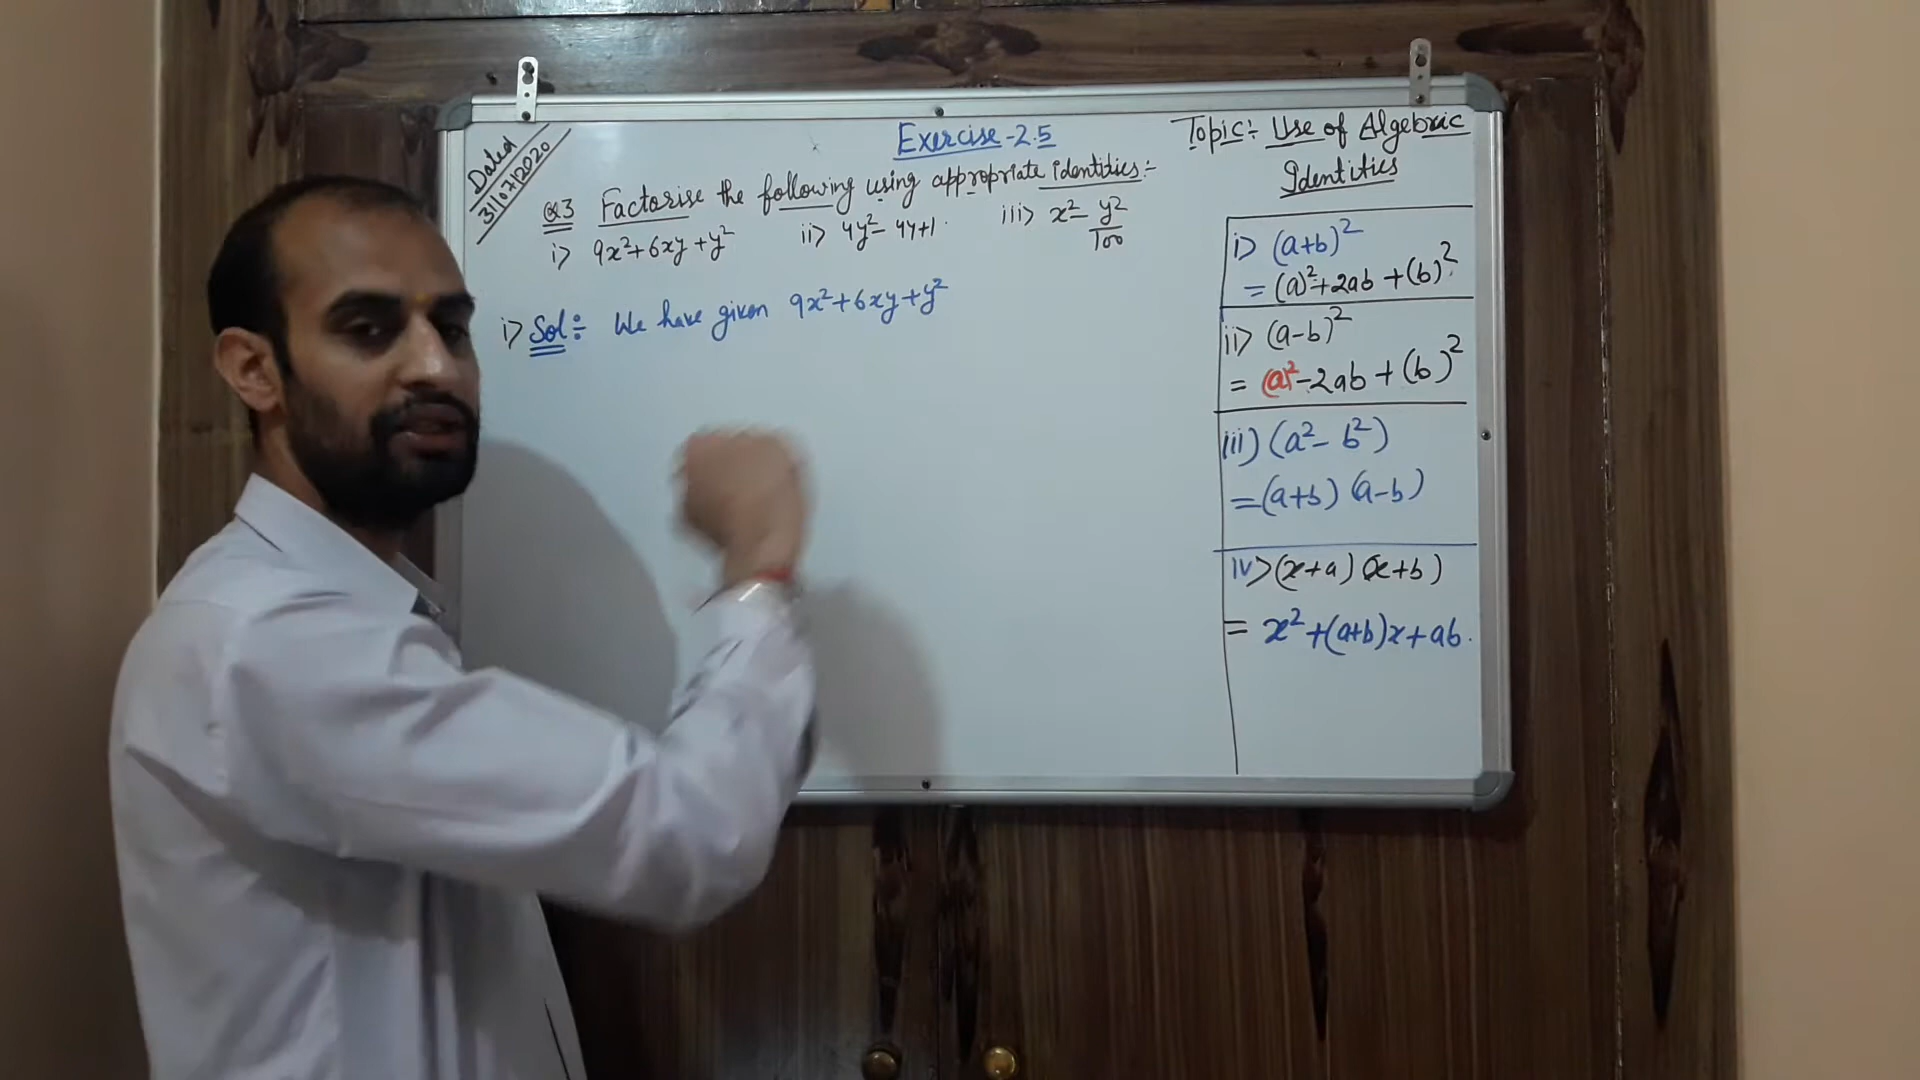 Dated
31/07/2020
Exercise-2.5
Topic:- Use of Algebric
Identities
Q3 Factorise the following using appropriate identities:-
i> 9x²+6xy+y² ii> 4y²-4y+1. iii> x²-y²/100
i> Sol:- We have given 9x²+6xy+y²
i> (a+b)²
= (a)²+2ab+(b)².
ii> (a-b)²
= (a)²-2ab+(b)²
iii) (a²-b²)
=(a+b) (a-b)
iv> (x+a) (x+b)
= x²+(a+b)x+ab.